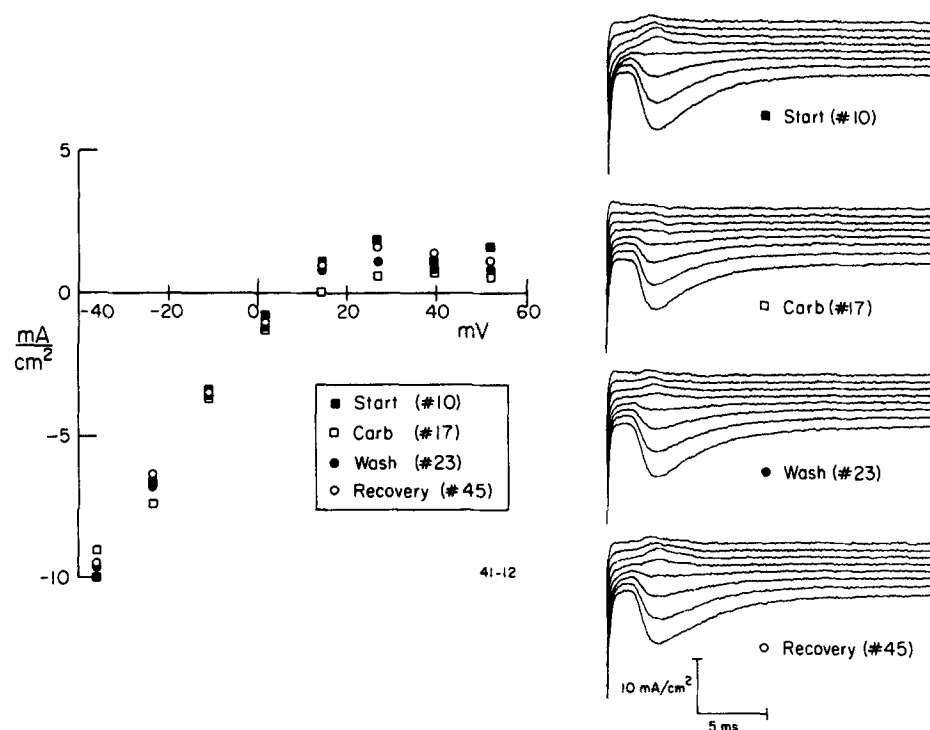 5
0
-5
-10
-40
-20
0
20
40
60
mV
mA
cm²
■ Start (#10)
□ Carb (#17)
● Wash (#23)
○ Recovery (#45)
41-12
■ Start (#10)
□ Carb (#17)
● Wash (#23)
○ Recovery (#45)
10 mA/cm²
5 ms